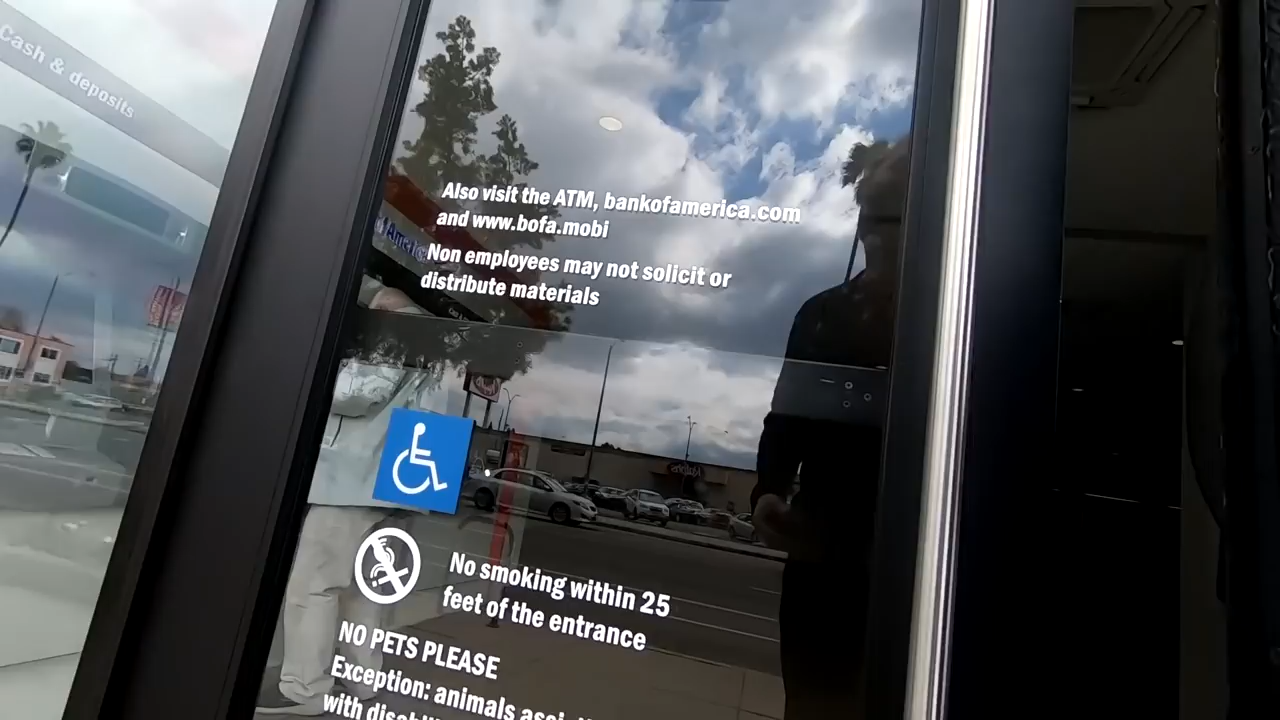 Cash & deposits
Also visit the ATM, bankofamerica.com
and www.bofa.mobi
Non employees may not solicit or
distribute materials
No smoking within 25
feet of the entrance
NO PETS PLEASE
Exception: animals
with